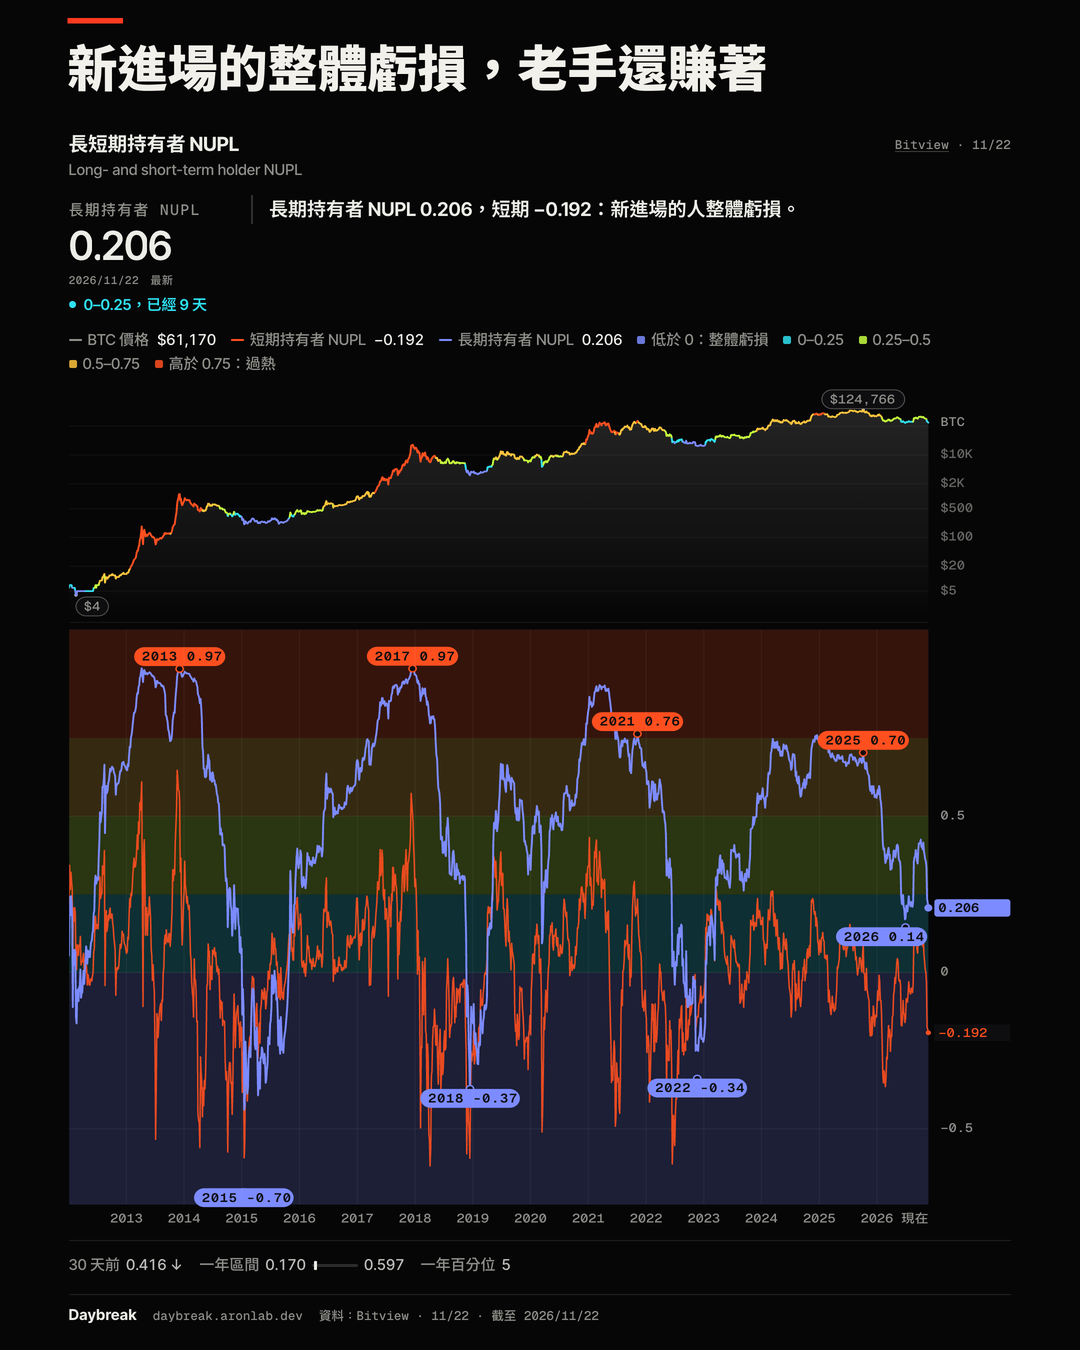 新進場的整體虧損，老手還賺著
長短期持有者 NUPL
Bitview · 11/22
Long- and short-term holder NUPL
長期持有者 NUPL
長期持有者 NUPL 0.206，短期 −0.192：新進場的人整體虧損。
0.206
2026/11/22 最新
0–0.25，已經 9 天
BTC 價格 $61,170 短期持有者 NUPL −0.192 長期持有者 NUPL 0.206 低於 0：整體虧損 0–0.25 0.25–0.5
0.5–0.75 高於 0.75：過熱
$124,766
BTC
$10K
$2K
$500
$100
$20
$5
$4
2013 0.97
2017 0.97
2021 0.76
2025 0.70
0.5
0.206
2026 0.14
0
−0.192
2022 −0.34
2018 −0.37
−0.5
2015 −0.70
2013 2014 2015 2016 2017 2018 2019 2020 2021 2022 2023 2024 2025 2026 現在
30 天前 0.416 ↓ 一年區間 0.170 0.597 一年百分位 5
Daybreak daybreak.aronlab.dev 資料：Bitview · 11/22 · 截至 2026/11/22